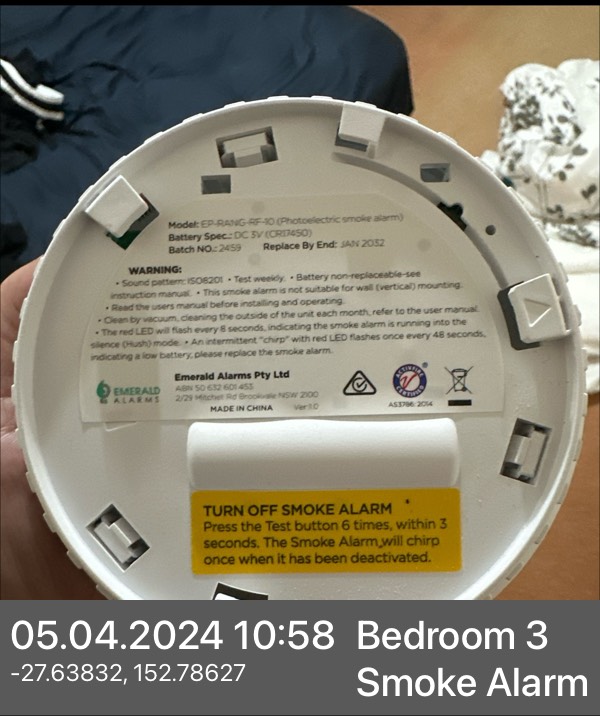 Model: EP-RANG-RF-10 (Photoelectric smoke alarm)
Battery Spec.: DC 3V (CR17450)
Batch NO.: 2459 Replace By End: JAN 2032
WARNING:
• Sound pattern: ISO8201 • Test weekly. • Battery non-replaceable-see
instruction manual. • This smoke alarm is not suitable for wall (vertical) mounting.
• Read the users manual before installing and operating.
• Clean by vacuum, cleaning the outside of the unit each month, refer to the user manual.
• The red LED will flash every 8 seconds, indicating the smoke alarm is running into the
silence (Hush) mode. • An intermittent "chirp" with red LED flashes once every 48 seconds,
indicating a low battery, please replace the smoke alarm.
EMERALD
ALARMS
Emerald Alarms Pty Ltd
ABN 50 632 601 455
2/29 Mitchell Rd Brookvale NSW 2100
MADE IN CHINA Ver:1.0
AS3786: 2014
TURN OFF SMOKE ALARM
Press the Test button 6 times, within 3
seconds. The Smoke Alarm will chirp
once when it has been deactivated.
05.04.2024 10:58
-27.63832, 152.78627
Bedroom 3
Smoke Alarm